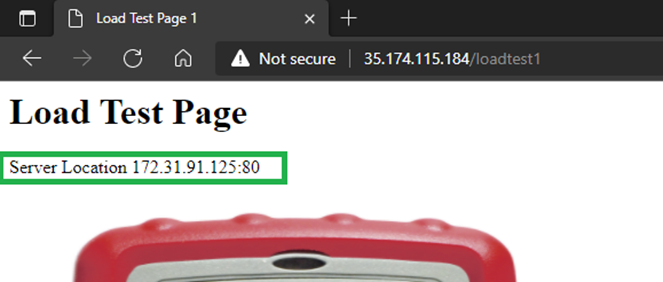 Load Test Page 1
Not secure 35.174.115.184/loadtest1
Load Test Page
Server Location 172.31.91.125:80